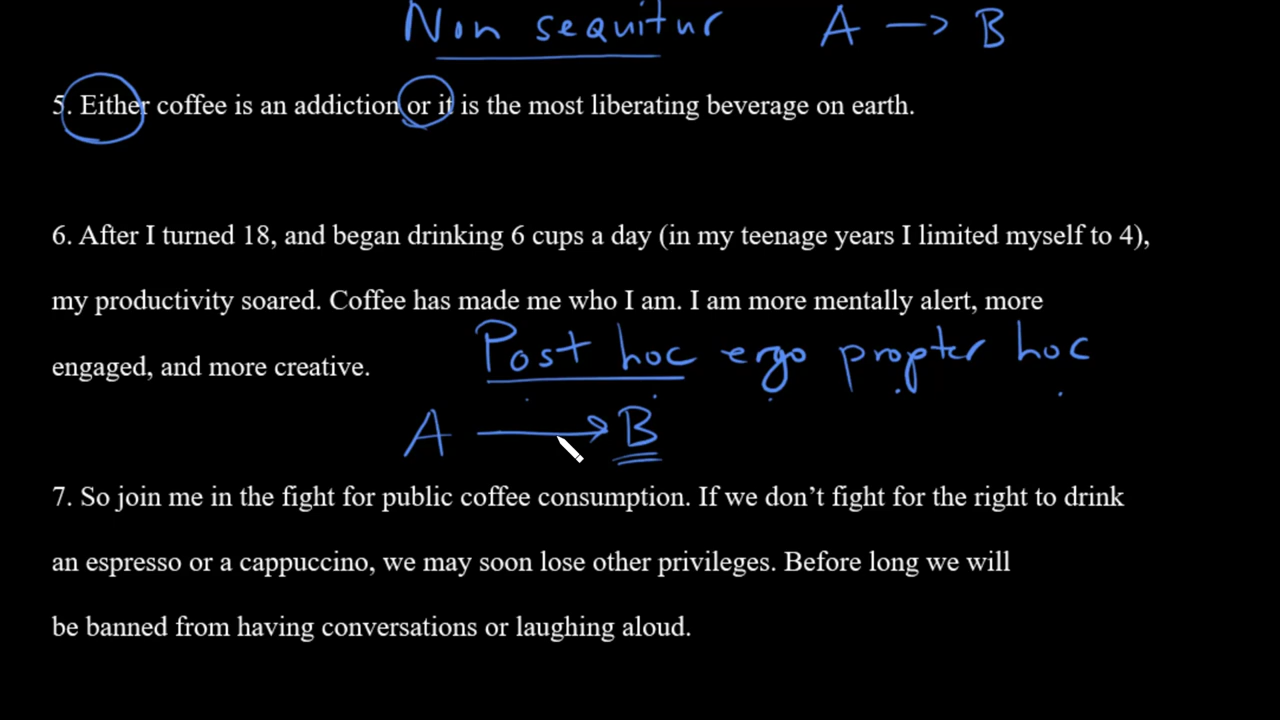 Non sequitur A → B
5. Either coffee is an addiction or it is the most liberating beverage on earth.
6. After I turned 18, and began drinking 6 cups a day (in my teenage years I limited myself to 4),
my productivity soared. Coffee has made me who I am. I am more mentally alert, more
engaged, and more creative.
Post hoc ergo propter hoc
A → B
7. So join me in the fight for public coffee consumption. If we don’t fight for the right to drink
an espresso or a cappuccino, we may soon lose other privileges. Before long we will
be banned from having conversations or laughing aloud.